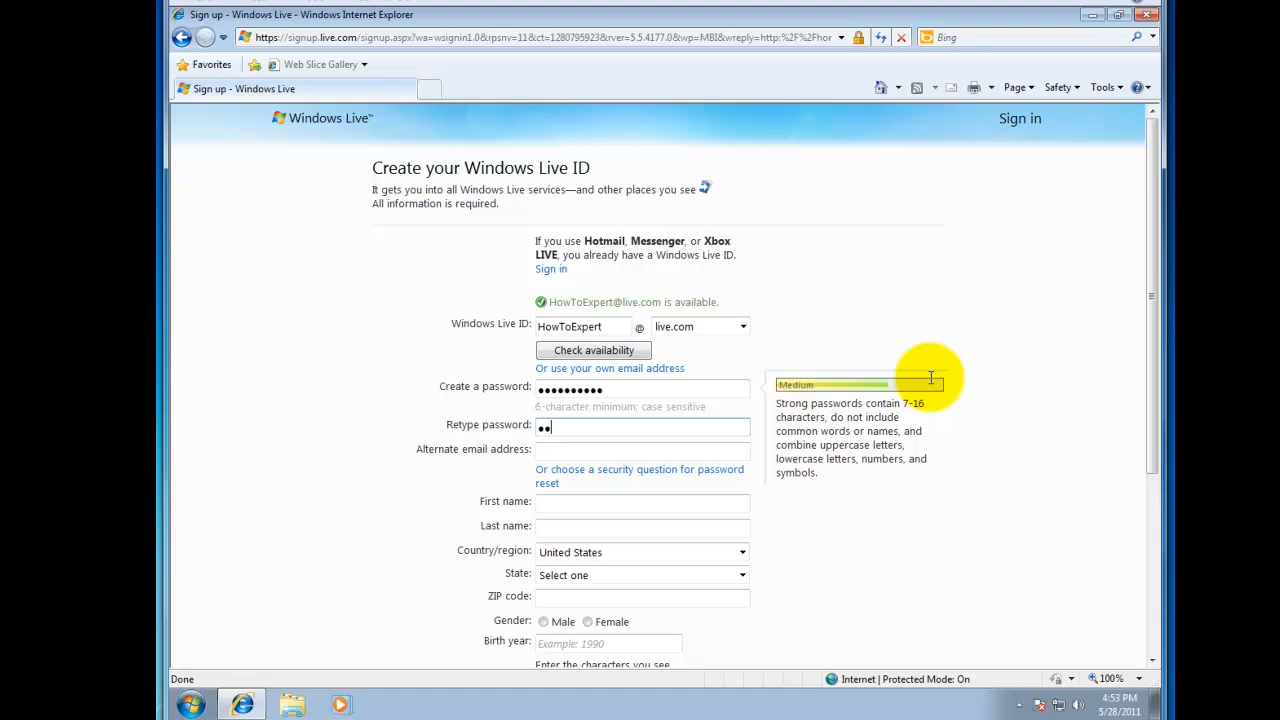 Sign up - Windows Live - Windows Internet Explorer
https://signup.live.com/signup.aspx?wa=wsignin1.0&rpsnv=11&ct=1280795923&rver=5.5.4177.0&wp=MBI&wreply=http:%2F%2Fhor
Bing
Favorites
Web Slice Gallery
Sign up - Windows Live
Page
Safety
Tools
Windows Live™
Sign in
Create your Windows Live ID
It gets you into all Windows Live services—and other places you see
All information is required.
If you use Hotmail, Messenger, or Xbox
LIVE, you already have a Windows Live ID.
Sign in
HowToExpert@live.com is available.
Windows Live ID: HowToExpert @ live.com
Check availability
Or use your own email address
Create a password: ••••••••••
Medium
6-character minimum; case sensitive
Strong passwords contain 7-16
characters, do not include
common words or names, and
combine uppercase letters,
lowercase letters, numbers, and
symbols.
Retype password: ••
Alternate email address:
Or choose a security question for password
reset
First name:
Last name:
Country/region: United States
State: Select one
ZIP code:
Gender: Male Female
Birth year: Example: 1990
Enter the characters you see
Done
Internet | Protected Mode: On
100%
4:53 PM
5/28/2011